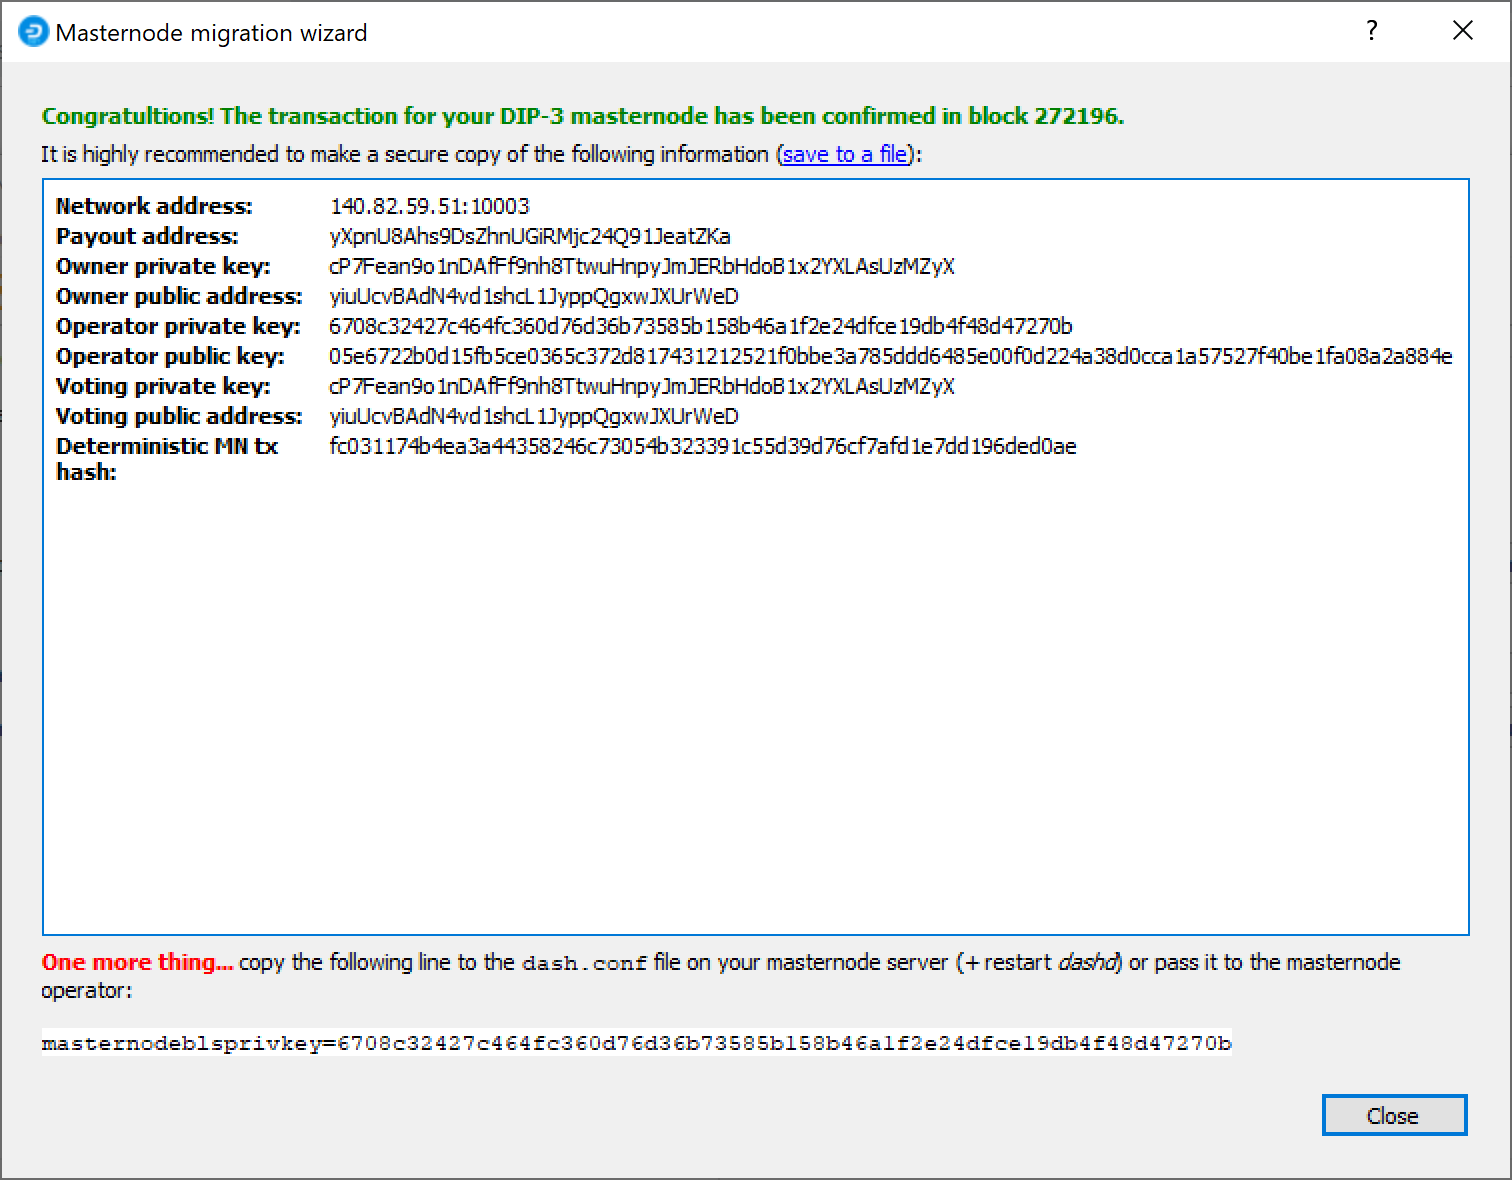 Masternode migration wizard
?
Congratultions! The transaction for your DIP-3 masternode has been confirmed in block 272196.
It is highly recommended to make a secure copy of the following information (save to a file):
Network address: 140.82.59.51:10003
Payout address: yXpnU8Ahs9DsZhnUGiRMjc24Q91JeatZKa
Owner private key: cP7Fean9o1nDAfFf9nh8TtwuHnpyJmJERbHdoB1x2YXLAsUzMZyX
Owner public address: yiuUcvBAdN4vd1shcL1JyppQgxwJXUrWeD
Operator private key: 6708c32427c464fc360d76d36b73585b158b46a1f2e24dfce19db4f48d47270b
Operator public key: 05e6722b0d15fb5ce0365c372d817431212521f0bbe3a785ddd6485e00f0d224a38d0cca1a57527f40be1fa08a2a884e
Voting private key: cP7Fean9o1nDAfFf9nh8TtwuHnpyJmJERbHdoB1x2YXLAsUzMZyX
Voting public address: yiuUcvBAdN4vd1shcL1JyppQgxwJXUrWeD
Deterministic MN tx fc031174b4ea3a44358246c73054b323391c55d39d76cf7afd1e7dd196ded0ae
hash:
One more thing... copy the following line to the dash.conf file on your masternode server (+ restart dashd) or pass it to the masternode
operator:
masternodeblsprivkey=6708c32427c464fc360d76d36b73585b158b46a1f2e24dfce19db4f48d47270b
Close